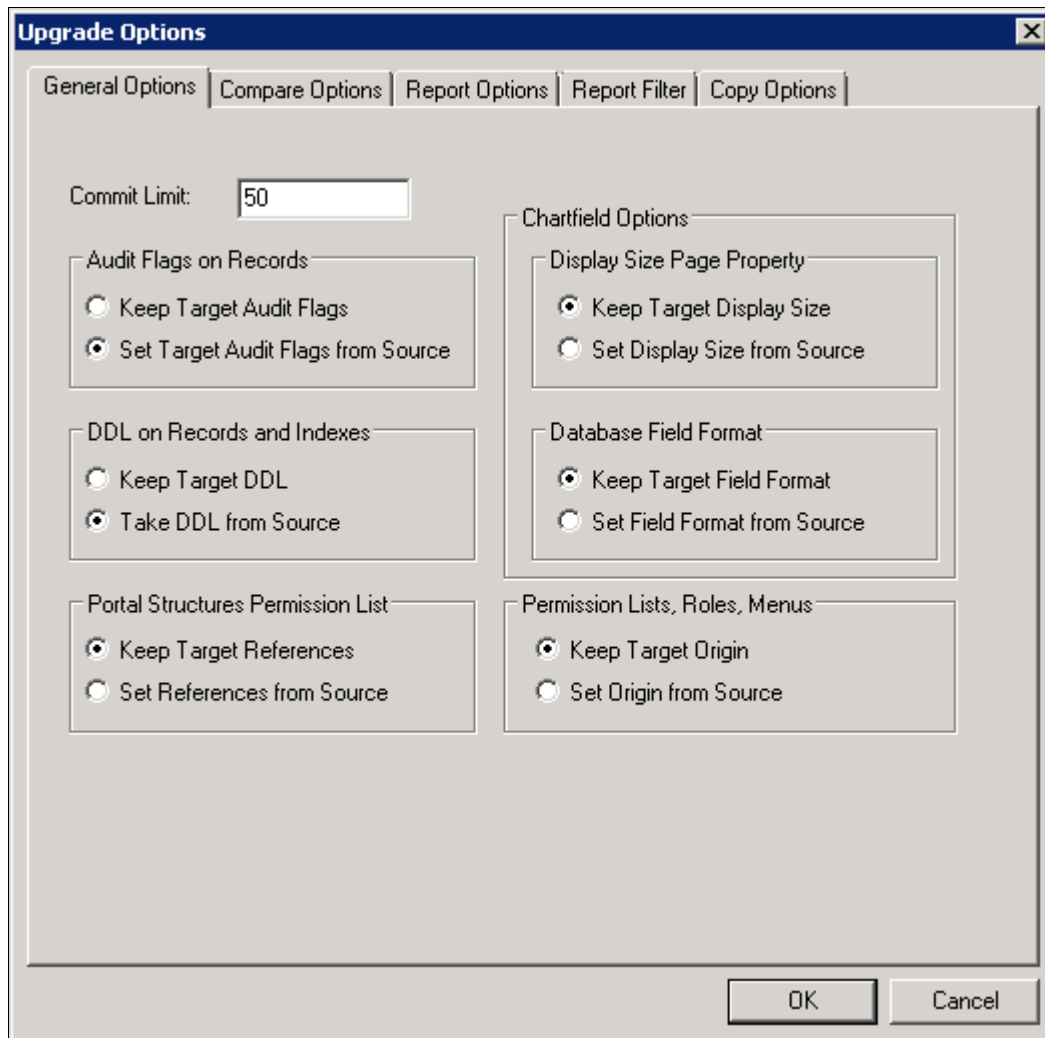 Upgrade Options
General Options
Compare Options
Report Options
Report Filter
Copy Options
Commit Limit:
50
Audit Flags on Records
Keep Target Audit Flags
Set Target Audit Flags from Source
DDL on Records and Indexes
Keep Target DDL
Take DDL from Source
Portal Structures Permission List
Keep Target References
Set References from Source
Chartfield Options
Display Size Page Property
Keep Target Display Size
Set Display Size from Source
Database Field Format
Keep Target Field Format
Set Field Format from Source
Permission Lists, Roles, Menus
Keep Target Origin
Set Origin from Source
OK
Cancel